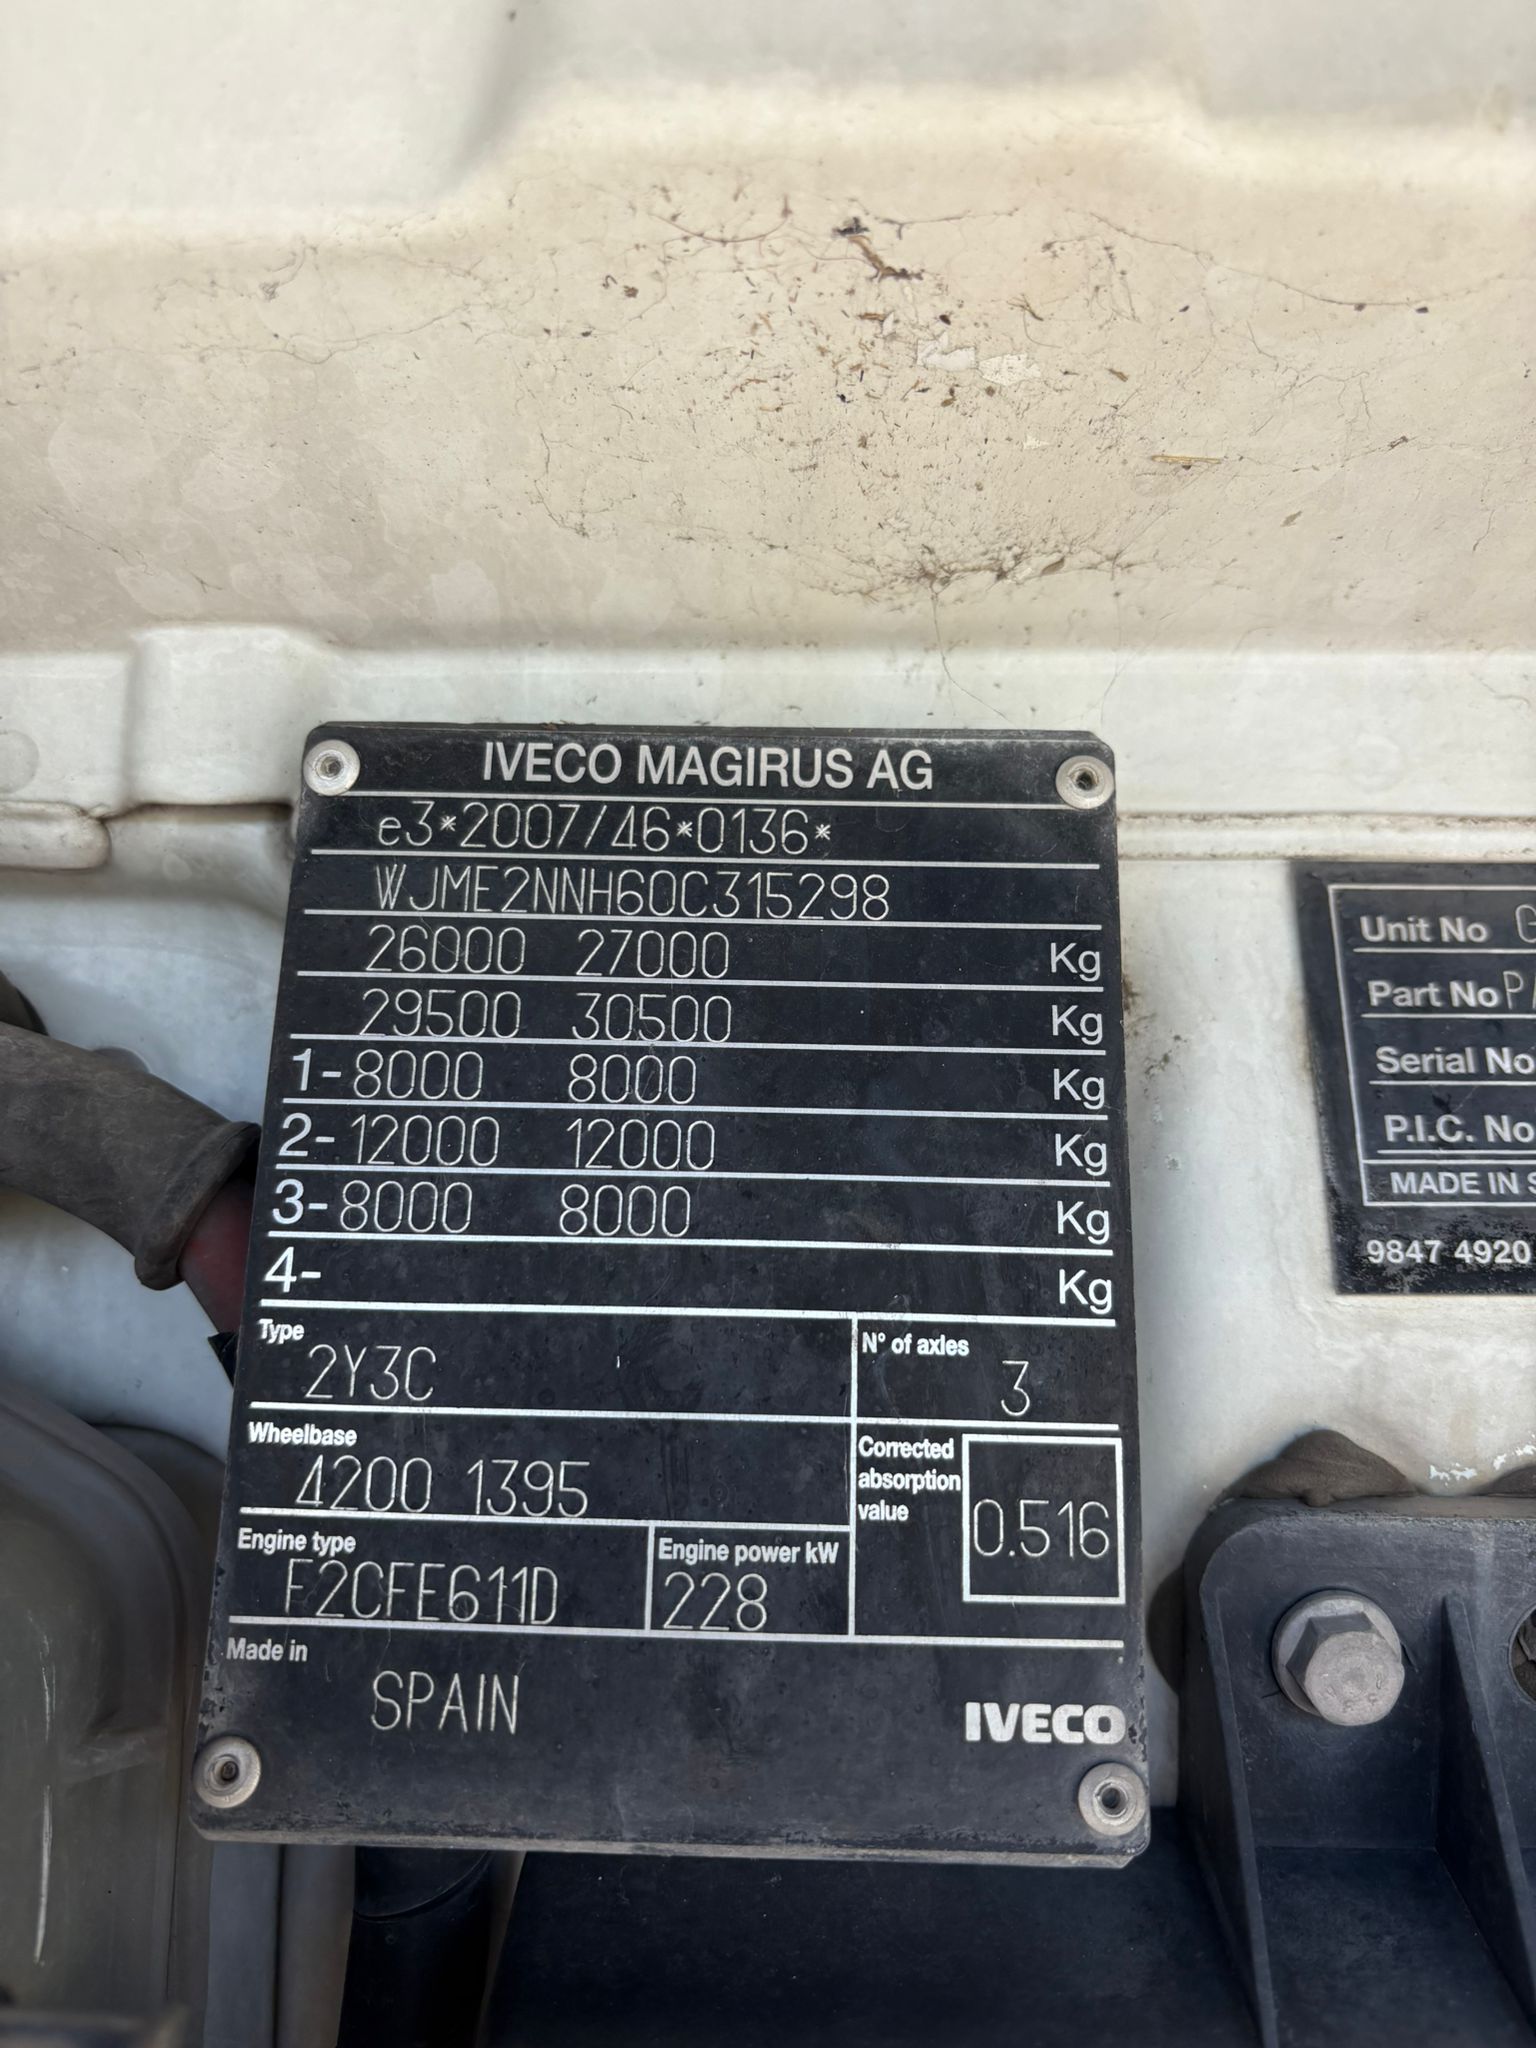 IVECO MAGIRUS AG
e3*2007/46*0136*
WJME2NNH60C315298
26000 27000 Kg
29500 30500 Kg
1-8000 8000 Kg
2-12000 12000 Kg
3-8000 8000 Kg
4- Kg
Type
2Y3C
N° of axles
3
Wheelbase
4200 1395
Corrected
absorption
value
0.516
Engine type
F2CFE611D
Engine power kW
228
Made in
SPAIN
IVECO
Unit No
Part No
Serial No
P.I.C. No
MADE IN
9847 4920